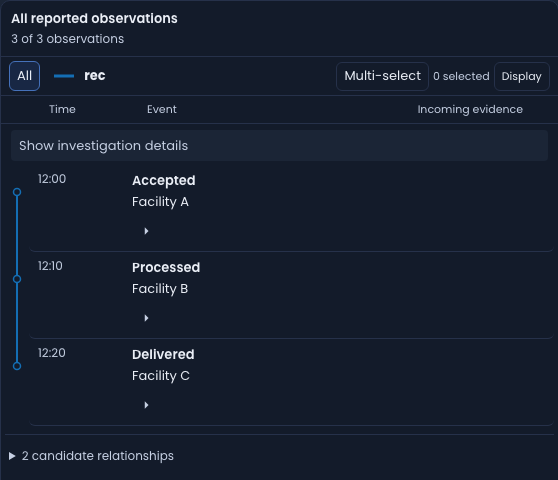 All reported observations
3 of 3 observations
All rec Multi-select 0 selected Display
Time Event Incoming evidence
Show investigation details
12:00 Accepted
Facility A
12:10 Processed
Facility B
12:20 Delivered
Facility C
2 candidate relationships